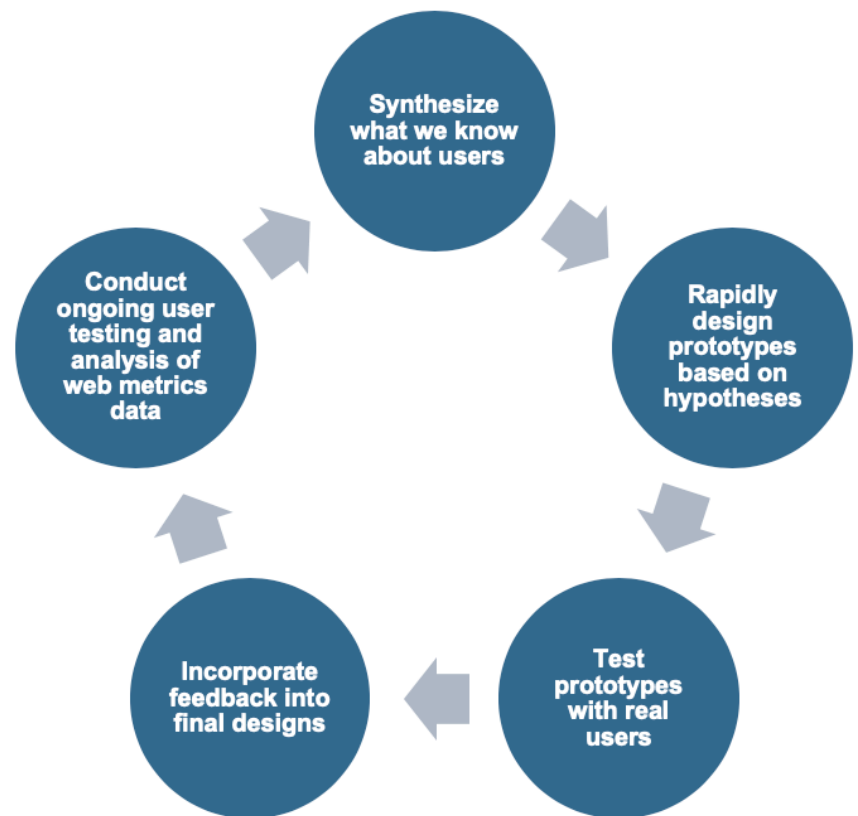 Synthesize
what we know
about users
Rapidly
design
prototypes
based on
hypotheses
Test
prototypes
with real
users
Incorporate
feedback into
final designs
Conduct
ongoing user
testing and
analysis of
web metrics
data